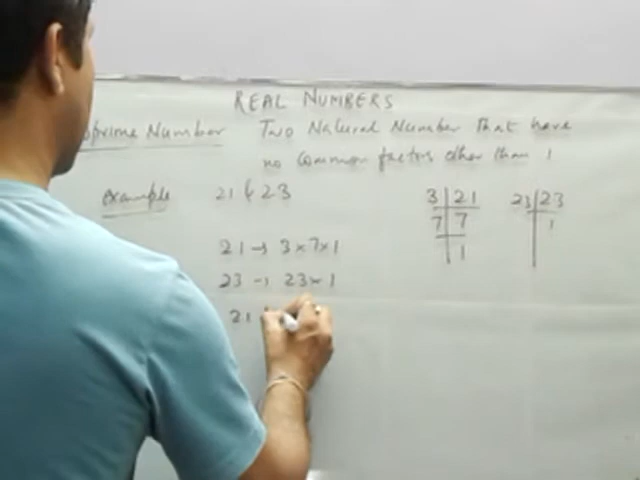 REAL NUMBERS
oprime Number Two Natural Number That have
no Common factors other than 1
example 21 & 23
3 | 21
7 | 7
1
23 | 23
1
21 → 3×7×1
23 → 23×1
21